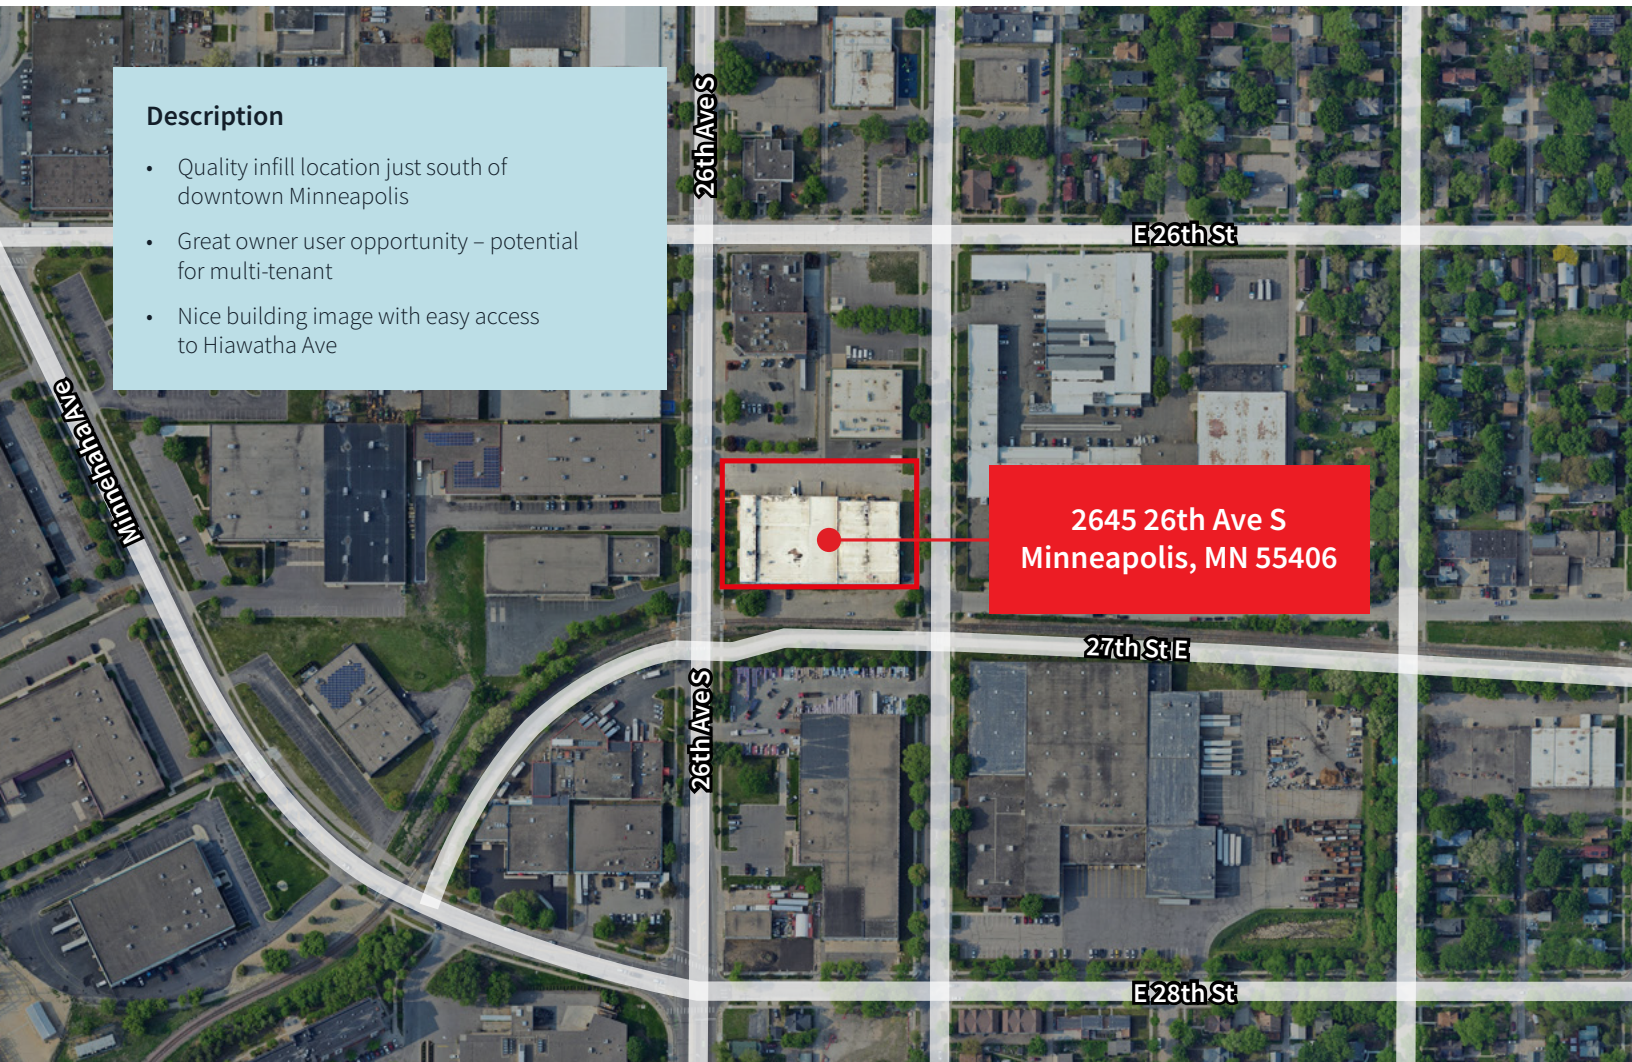 Description
• Quality infill location just south of
downtown Minneapolis
• Great owner user opportunity – potential
for multi-tenant
• Nice building image with easy access
to Hiawatha Ave
26th Ave S
E 26th St
Minnehaha Ave
2645 26th Ave S
Minneapolis, MN 55406
27th St E
26th Ave S
E 28th St